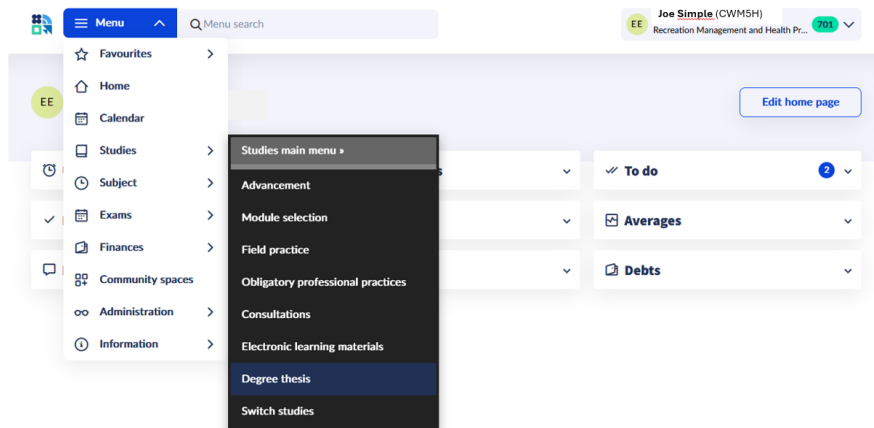 Menu
Menu search
EE
Joe Simple (CWM5H)
Recreation Management and Health Pr...
701
Favourites
Home
Calendar
Studies
Subject
Exams
Finances
Community spaces
Administration
Information
EE
Edit home page
Studies main menu »
Advancement
Module selection
Field practice
Obligatory professional practices
Consultations
Electronic learning materials
Degree thesis
Switch studies
s
To do
2
Averages
Debts